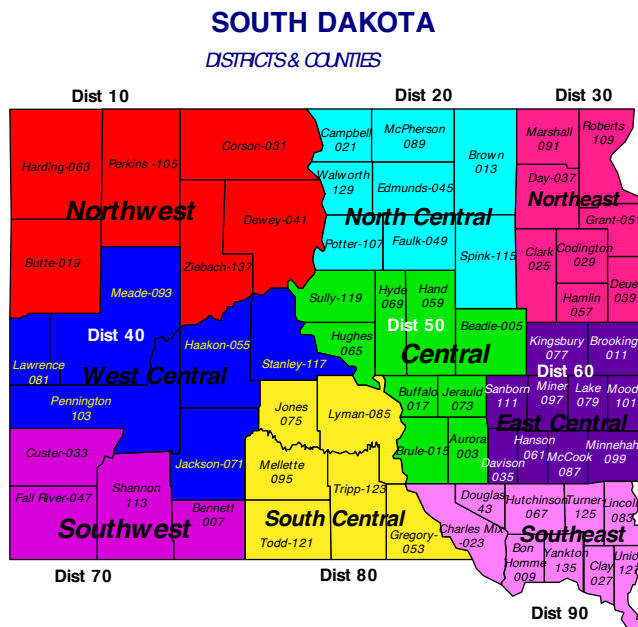 SOUTH DAKOTA
DISTRICTS & COUNTIES
Dist 10
Dist 20
Dist 30
Harding-063
Perkins -105
Corson-031
Campbell
021
McPherson
089
Brown
013
Marshall
091
Roberts
109
Walworth
129
Edmunds-045
Day-037
Northwest
Dewey-041
North Central
Northeast
Grant-051
Butte-019
Ziebach-137
Potter-107
Faulk-049
Spink-115
Clark
025
Codington
029
Deue
039
Hamlin
057
Meade-093
Sully-119
Hyde
069
Hand
059
Dist 40
Dist 50
Beadle-005
Kingsbury
077
Brooking
011
Lawrence
081
West Central
Haakon-055
Stanley-117
Hughes
065
Central
Dist 60
Pennington
103
Jones
075
Lyman-085
Buffalo
017
Jerauld
073
Sanborn
111
Miner
097
Lake
079
Mood
101
East Central
Custer-033
Jackson-071
Mellette
095
Brule-015
Aurora
003
Davison
035
Hanson
061
McCook
087
Minnehah
099
Fall River-047
Shannon
113
Bennett
007
Tripp-123
Douglas
43
Hutchinson
067
Turner-
125
Lincoln
083
Southwest
South Central
Todd-121
Gregory-
053
Charles Mix
-023
Southeast
Bon
Homme
009
Yankton
135
Clay
027
Unio
127
Dist 70
Dist 80
Dist 90